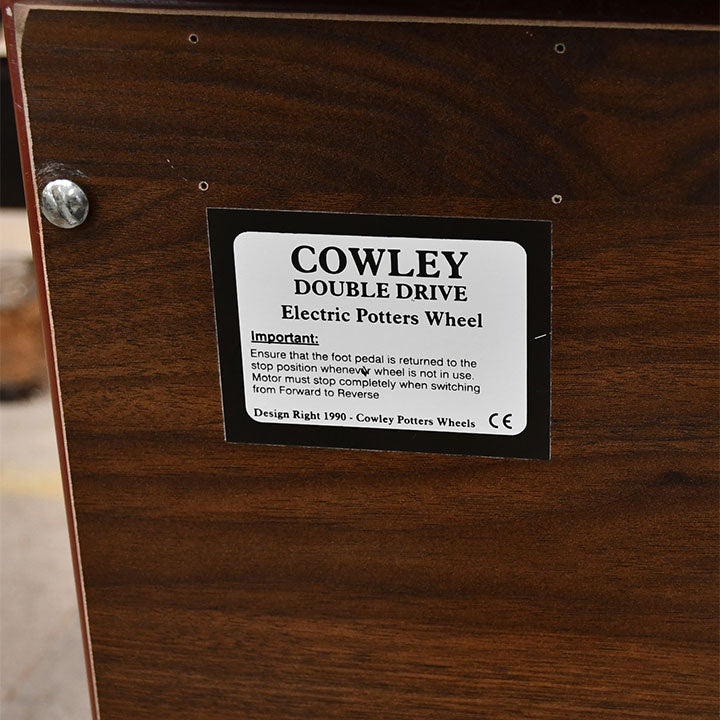 COWLEY
DOUBLE DRIVE
Electric Potters Wheel
Important:
Ensure that the foot pedal is returned to the
stop position whenever wheel is not in use.
Motor must stop completely when switching
from Forward to Reverse
Design Right 1990 - Cowley Potters Wheels CE